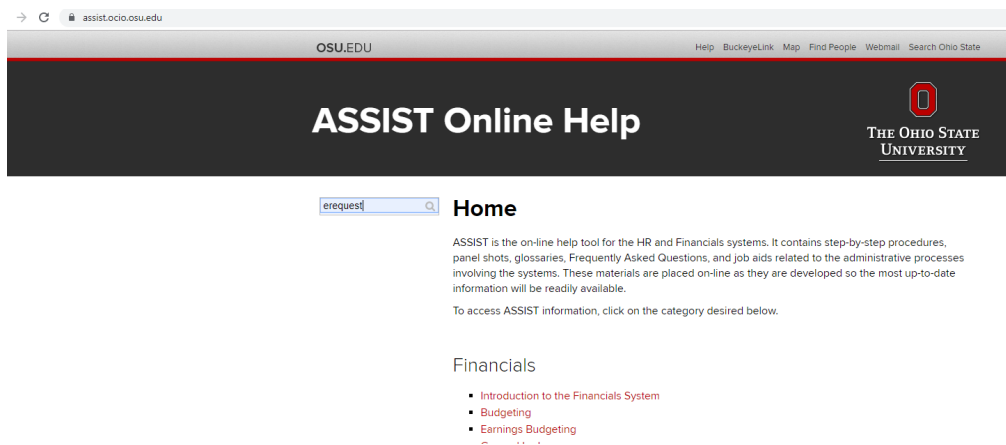 assist.ocio.osu.edu
OSU.EDU
Help BuckeyeLink Map Find People Webmail Search Ohio State
ASSIST Online Help
THE OHIO STATE
UNIVERSITY
erequest
Home
ASSIST is the on-line help tool for the HR and Financials systems. It contains step-by-step procedures,
panel shots, glossaries, Frequently Asked Questions, and job aids related to the administrative processes
involving the systems. These materials are placed on-line as they are developed so the most up-to-date
information will be readily available.
To access ASSIST information, click on the category desired below.
Financials
Introduction to the Financials System
Budgeting
Earnings Budgeting